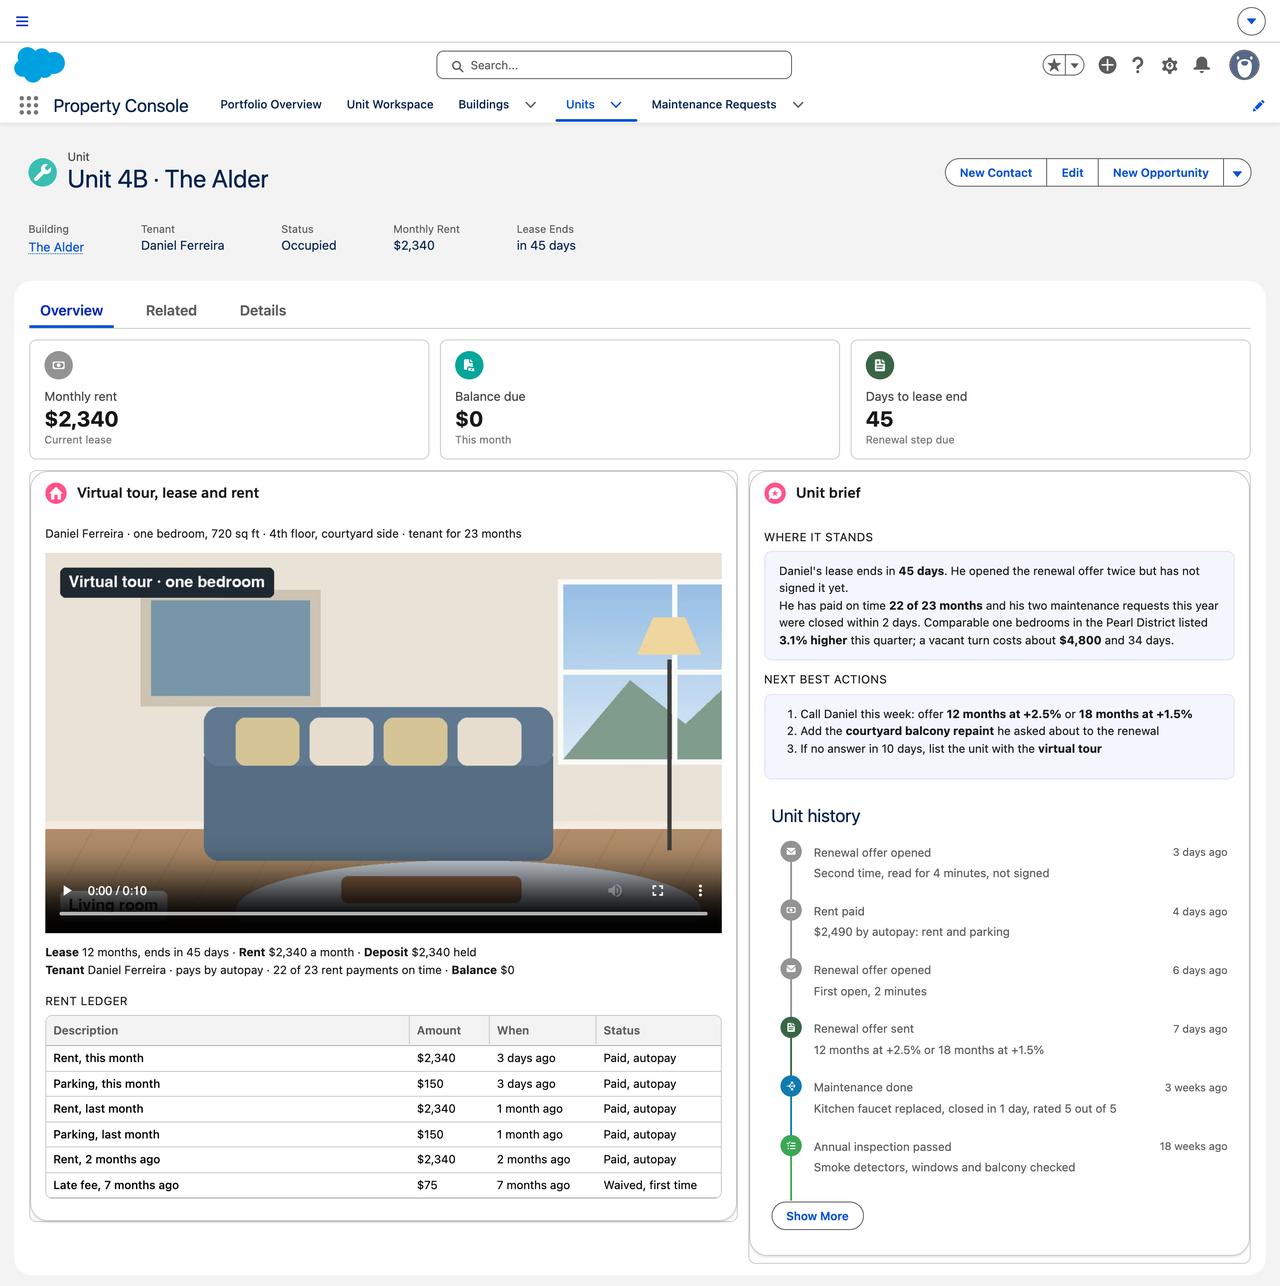 Search...
Property Console
Portfolio Overview
Unit Workspace
Buildings
Units
Maintenance Requests
Unit
Unit 4B · The Alder
New Contact
Edit
New Opportunity
Building
The Alder
Tenant
Daniel Ferreira
Status
Occupied
Monthly Rent
$2,340
Lease Ends
in 45 days
Overview
Related
Details
Monthly rent
$2,340
Current lease
Balance due
$0
This month
Days to lease end
45
Renewal step due
Virtual tour, lease and rent
Daniel Ferreira · one bedroom, 720 sq ft · 4th floor, courtyard side · tenant for 23 months
Virtual tour · one bedroom
0:00 / 0:10
Living room
Lease 12 months, ends in 45 days · Rent $2,340 a month · Deposit $2,340 held
Tenant Daniel Ferreira · pays by autopay · 22 of 23 rent payments on time · Balance $0
RENT LEDGER
Description Amount When Status
Rent, this month $2,340 3 days ago Paid, autopay
Parking, this month $150 3 days ago Paid, autopay
Rent, last month $2,340 1 month ago Paid, autopay
Parking, last month $150 1 month ago Paid, autopay
Rent, 2 months ago $2,340 2 months ago Paid, autopay
Late fee, 7 months ago $75 7 months ago Waived, first time
Unit brief
WHERE IT STANDS
Daniel's lease ends in 45 days. He opened the renewal offer twice but has not
signed it yet.
He has paid on time 22 of 23 months and his two maintenance requests this year
were closed within 2 days. Comparable one bedrooms in the Pearl District listed
3.1% higher this quarter; a vacant turn costs about $4,800 and 34 days.
NEXT BEST ACTIONS
1. Call Daniel this week: offer 12 months at +2.5% or 18 months at +1.5%
2. Add the courtyard balcony repaint he asked about to the renewal
3. If no answer in 10 days, list the unit with the virtual tour
Unit history
Renewal offer opened 3 days ago
Second time, read for 4 minutes, not signed
Rent paid 4 days ago
$2,490 by autopay: rent and parking
Renewal offer opened 6 days ago
First open, 2 minutes
Renewal offer sent 7 days ago
12 months at +2.5% or 18 months at +1.5%
Maintenance done 3 weeks ago
Kitchen faucet replaced, closed in 1 day, rated 5 out of 5
Annual inspection passed 18 weeks ago
Smoke detectors, windows and balcony checked
Show More